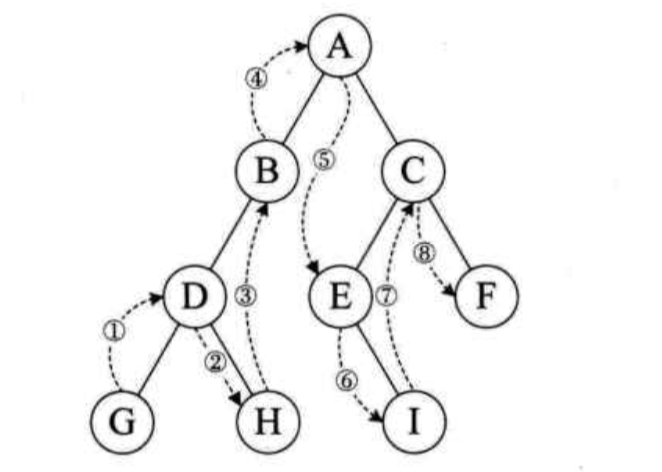 A
④
⑤
B
C
⑧
D
③
E
⑦
F
①
②
⑥
G
H
I